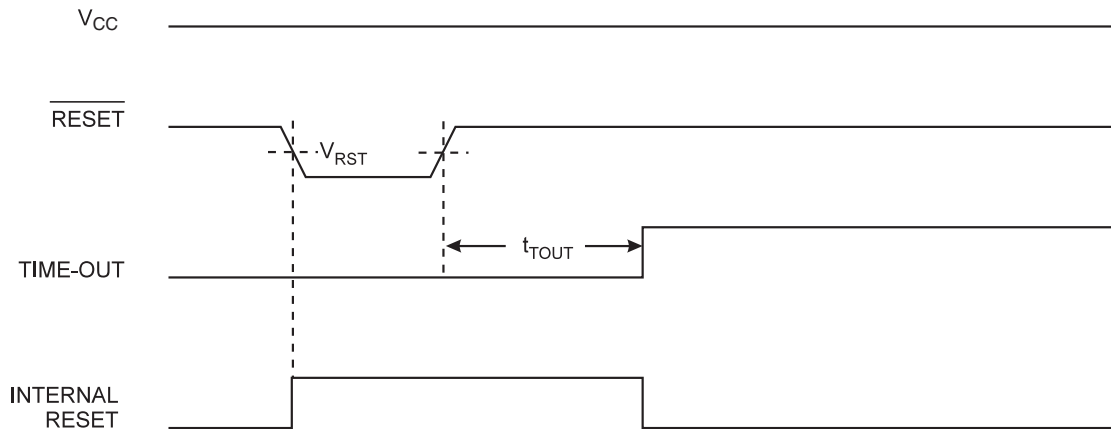 VCC
RESET
VRST
tTOUT
TIME-OUT
INTERNAL
RESET